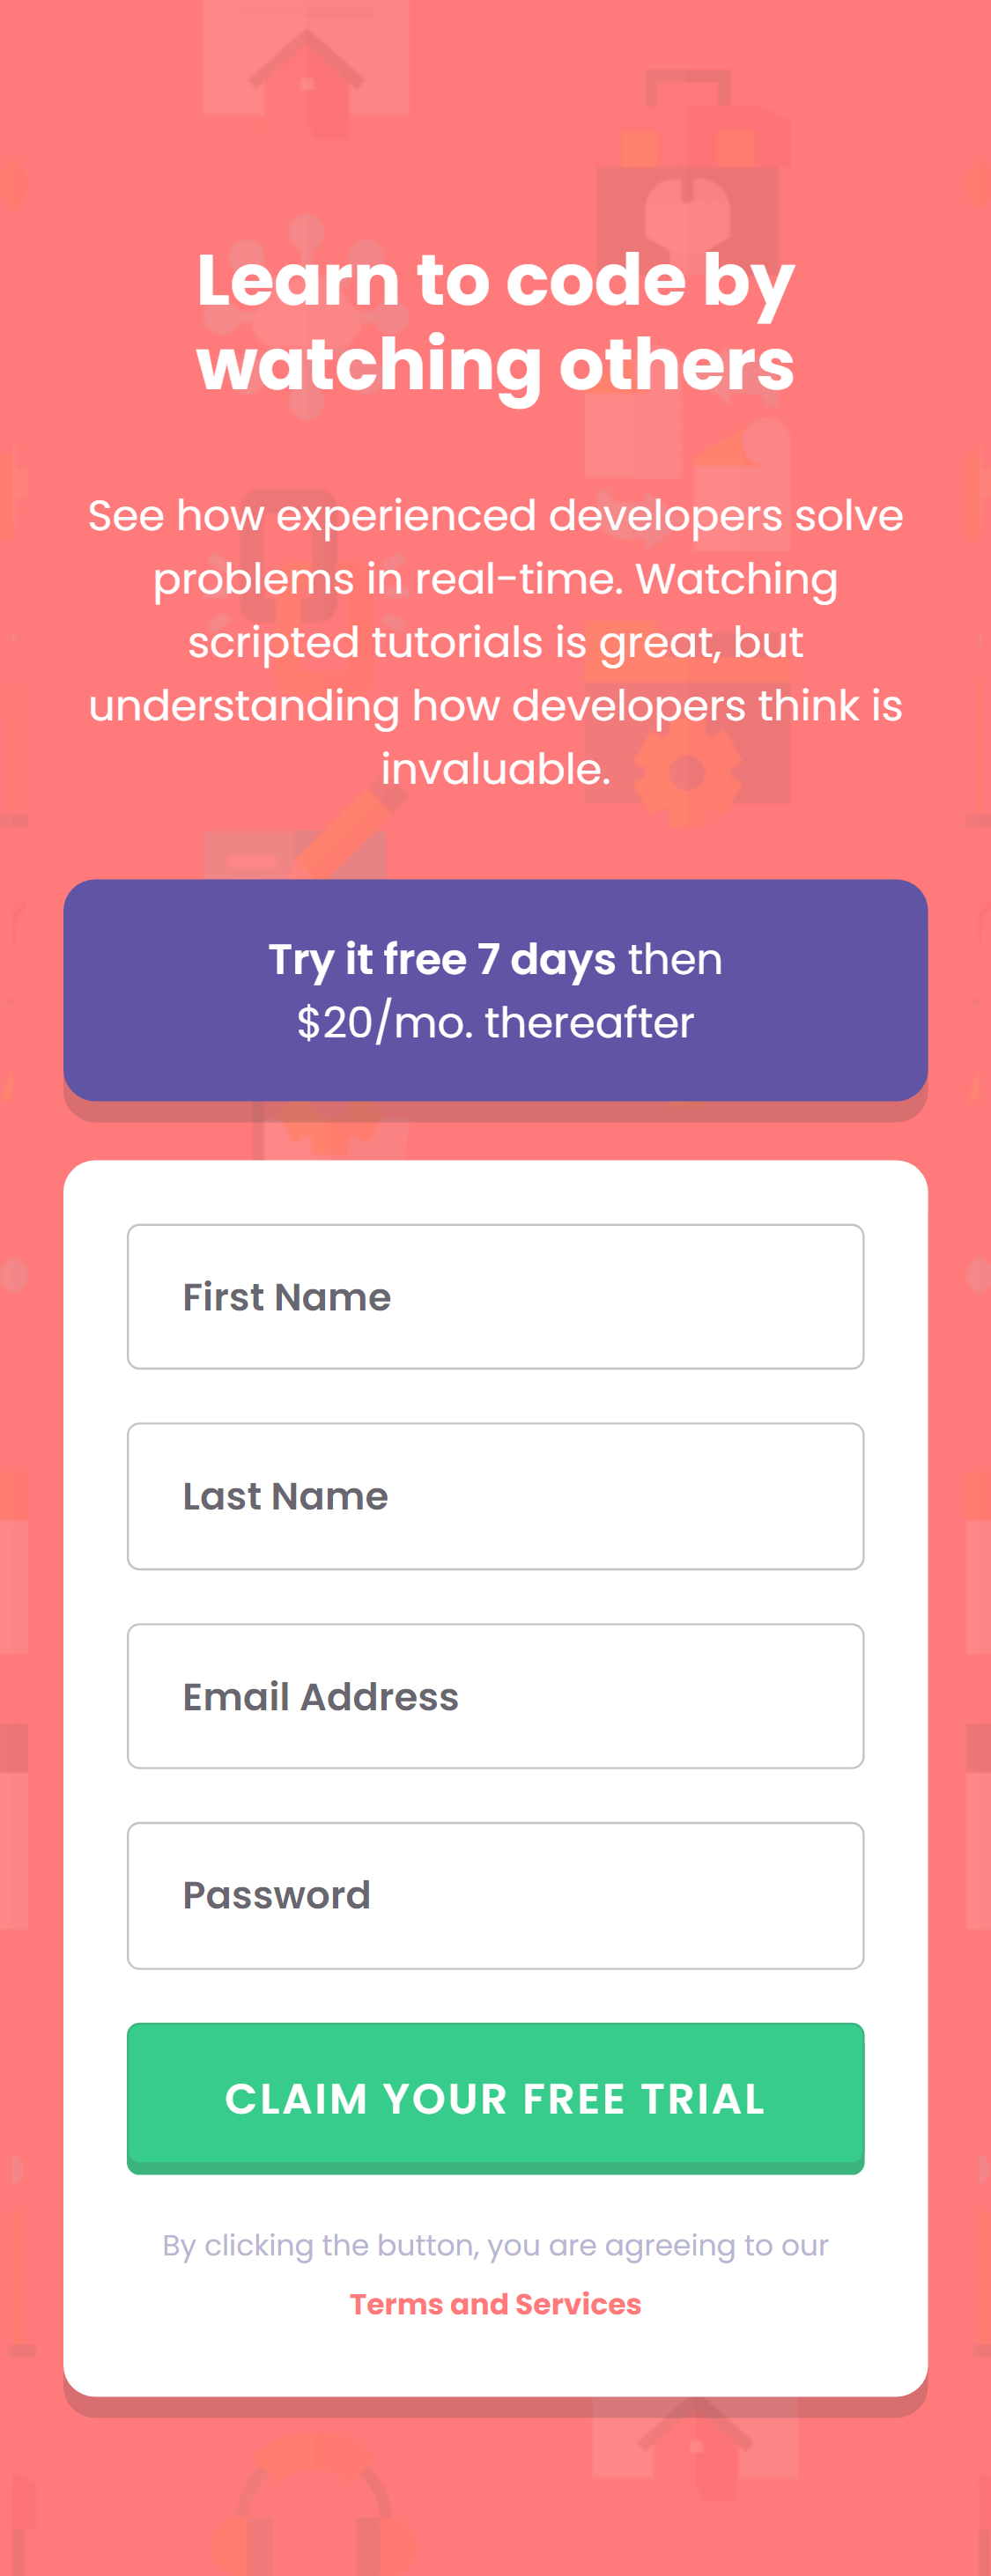 Learn to code by
watching others
See how experienced developers solve
problems in real-time. Watching
scripted tutorials is great, but
understanding how developers think is
invaluable.
Try it free 7 days then
$20/mo. thereafter
First Name
Last Name
Email Address
Password
CLAIM YOUR FREE TRIAL
By clicking the button, you are agreeing to our
Terms and Services